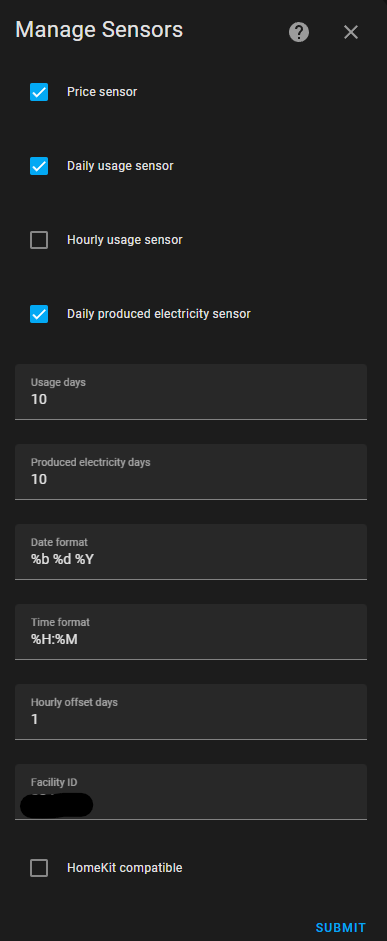 Manage Sensors
Price sensor
Daily usage sensor
Hourly usage sensor
Daily produced electricity sensor
Usage days
10
Produced electricity days
10
Date format
%b %d %Y
Time format
%H:%M
Hourly offset days
1
Facility ID
HomeKit compatible
SUBMIT